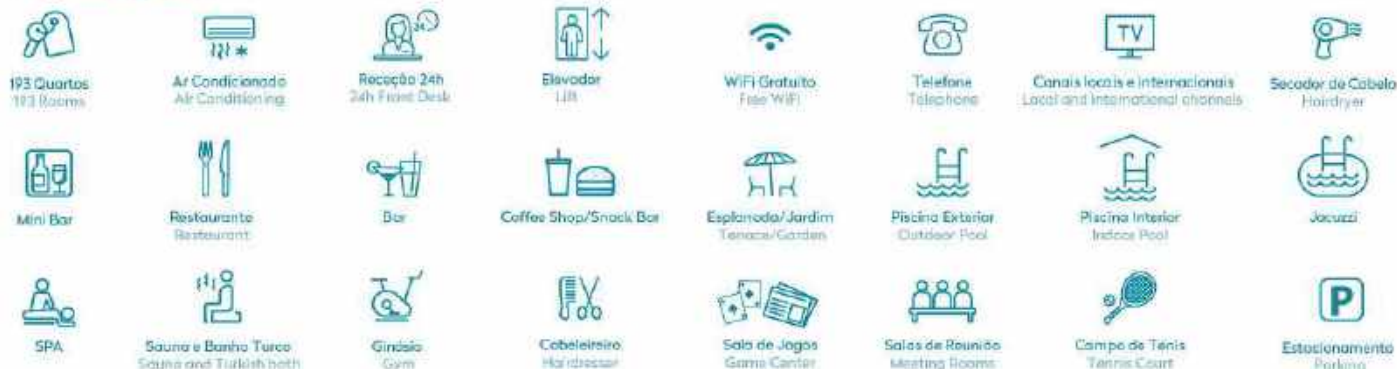 24
TV
193 Quartos
193 Rooms
Ar Condicionado
Air Conditioning
Receção 24h
24h Front Desk
Elevador
Lift
WiFi Gratuito
Free WiFi
Telefone
Telephone
Canais locais e internacionais
Local and international channels
Secador de Cabelo
Hairdryer
Mini Bar
Restaurante
Restaurant
Bar
Coffee Shop/Snack Bar
Esplanada/Jardim
Terrace/Garden
Piscina Exterior
Outdoor Pool
Piscina Interior
Indoor Pool
Jacuzzi
SPA
Sauna e Banho Turco
Sauna and Turkish bath
Ginásio
Gym
Cabeleireiro
Hairdresser
Sala de Jogos
Game Center
Salas de Reunião
Meeting Rooms
Campo de Ténis
Tennis Court
P
Estacionamento
Parking